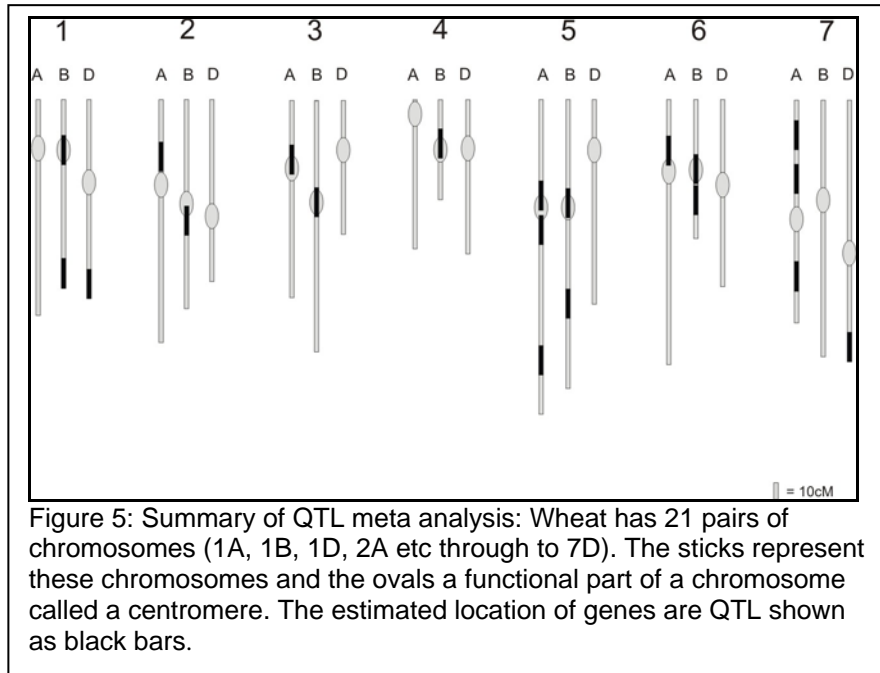 1 2 3 4 5 6 7
A B D A B D A B D A B D A B D A B D A B D
= 10cM
Figure 5: Summary of QTL meta analysis: Wheat has 21 pairs of
chromosomes (1A, 1B, 1D, 2A etc through to 7D). The sticks represent
these chromosomes and the ovals a functional part of a chromosome
called a centromere. The estimated location of genes are QTL shown
as black bars.